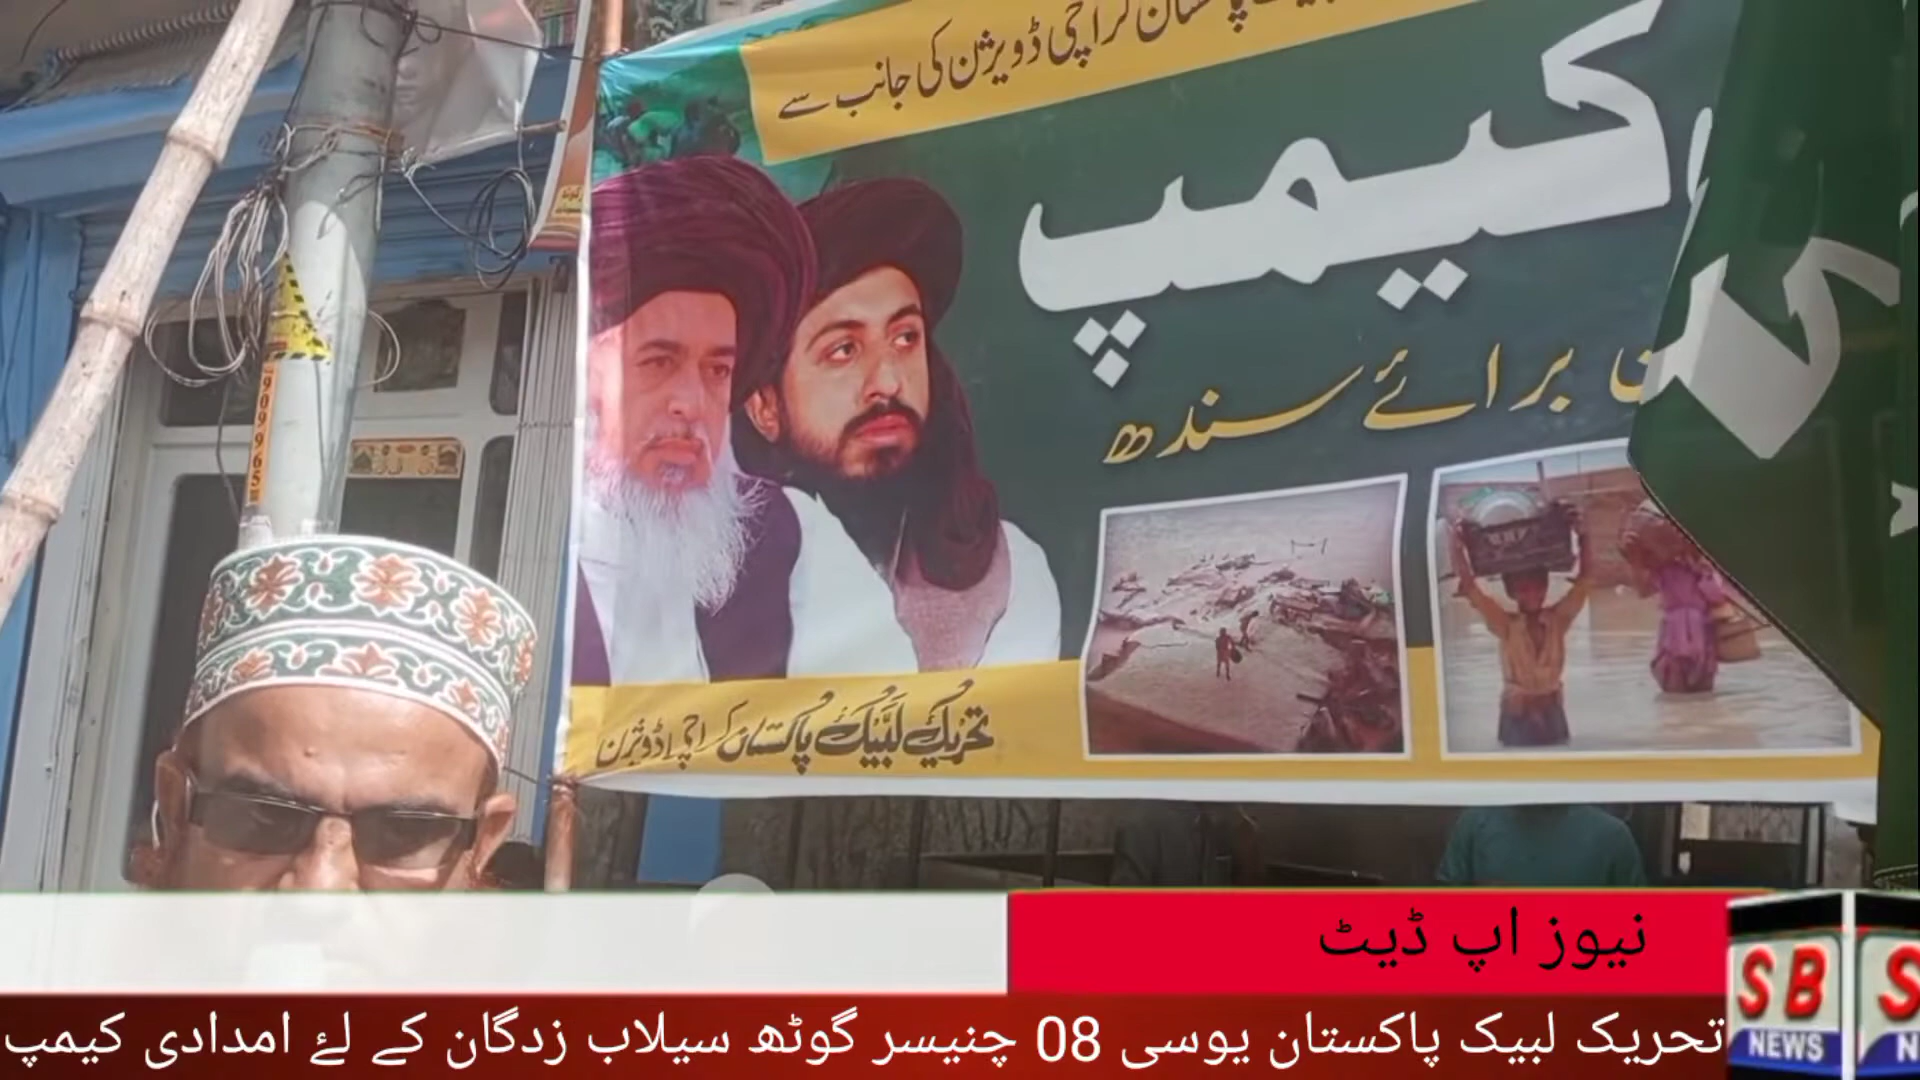 پاکستان کراچی ڈویژن کی جانب سے
کیمپ
برائے سندھ
تحریک لبیک پاکستان کراچی ڈویژن
909965
نیوز اپ ڈیٹ
SB
NEWS
تحریک لبیک پاکستان یوسی 08 چنیسر گوٹھ سیلاب زدگان کے لئے امدادی کیمپ